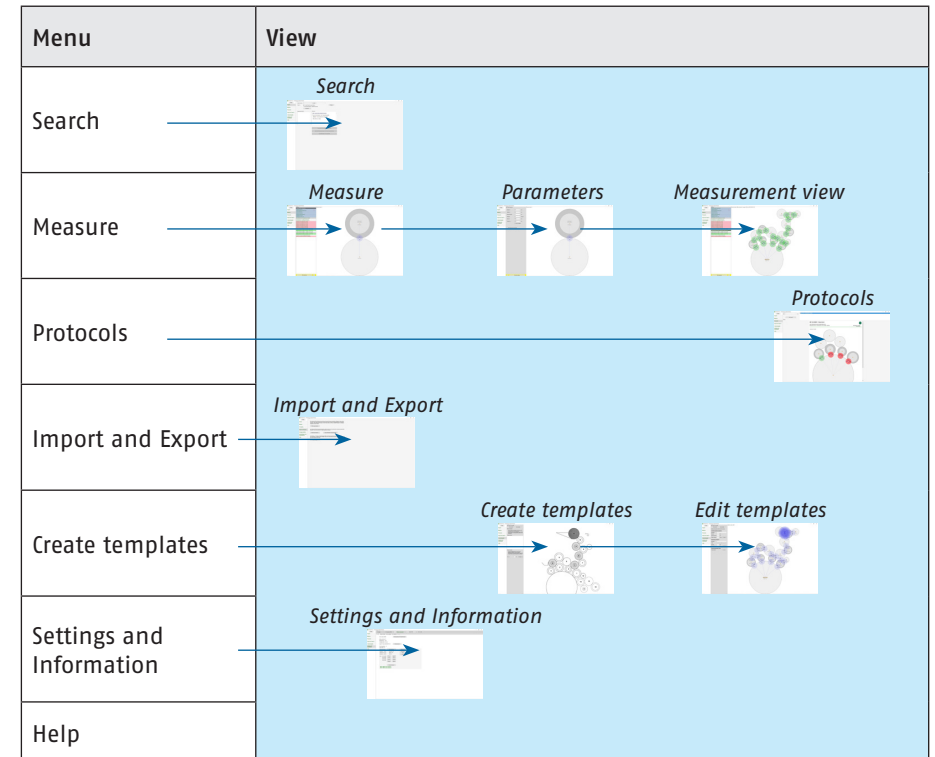 Menu
View
Search
Search
Measure
Measure
Parameters
Measurement view
Protocols
Protocols
Import and Export
Import and Export
Create templates
Create templates
Edit templates
Settings and
Information
Settings and Information
Help